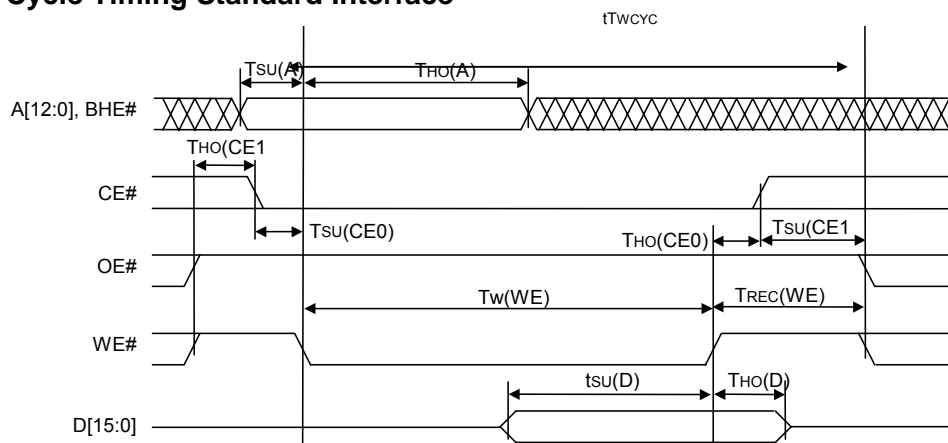 Cycle Timing Standard Interface
tTWCYC
TSU(A)
THO(A)
A[12:0], BHE#
THO(CE1
CE#
TSU(CE0)
THO(CE0)
TSU(CE1
OE#
TW(WE)
TREC(WE)
WE#
tSU(D)
THO(D)
D[15:0]